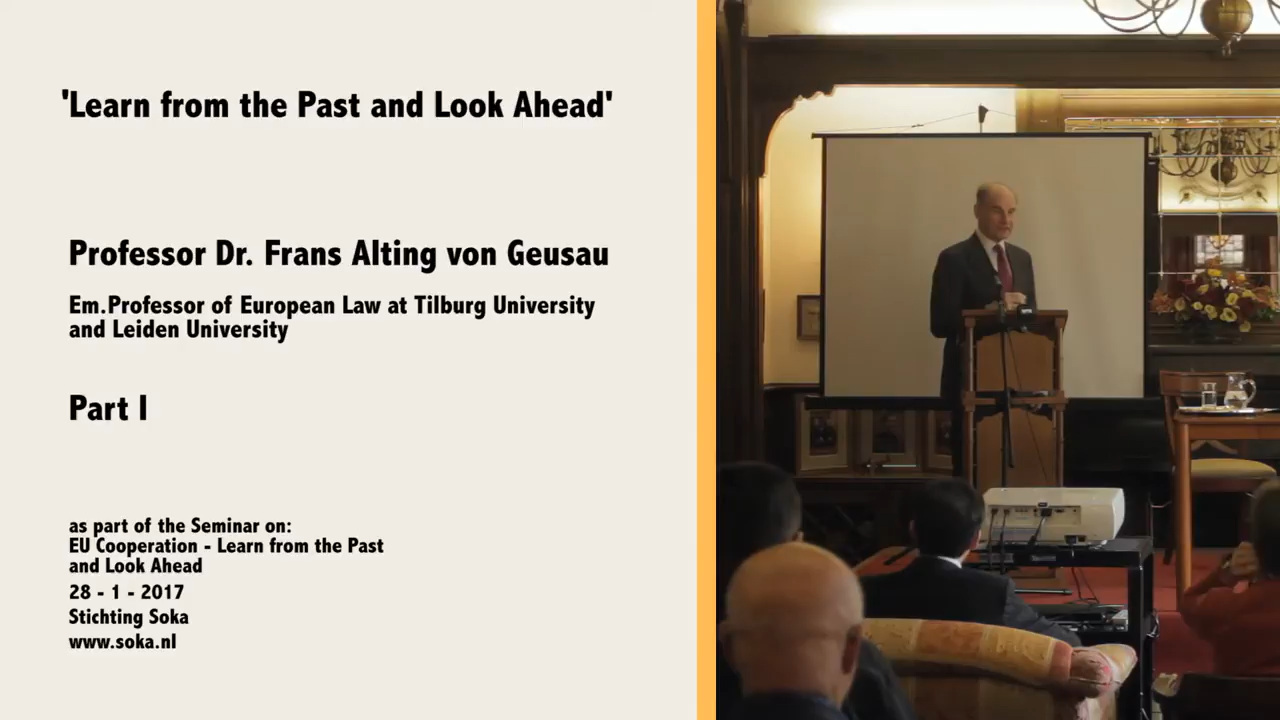 'Learn from the Past and Look Ahead'
Professor Dr. Frans Alting von Geusau
Em.Professor of European Law at Tilburg University
and Leiden University
Part I
as part of the Seminar on:
EU Cooperation - Learn from the Past
and Look Ahead
28 - 1 - 2017
Stichting Soka
www.soka.nl